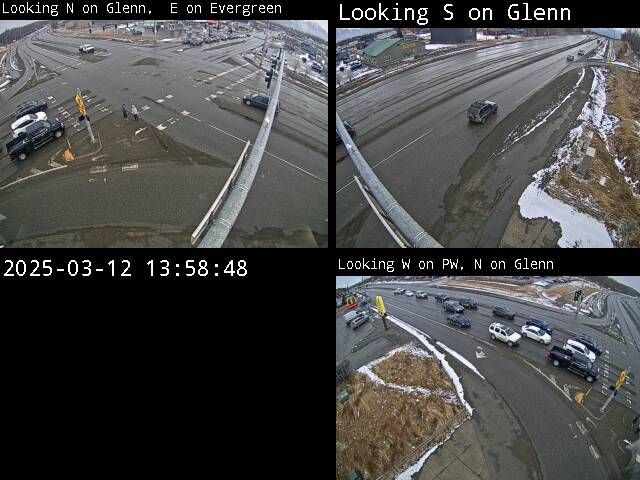 Looking N on Glenn,  E on Evergreen
Looking S on Glenn
2025-03-12 13:58:48
Looking W on PW, N on Glenn